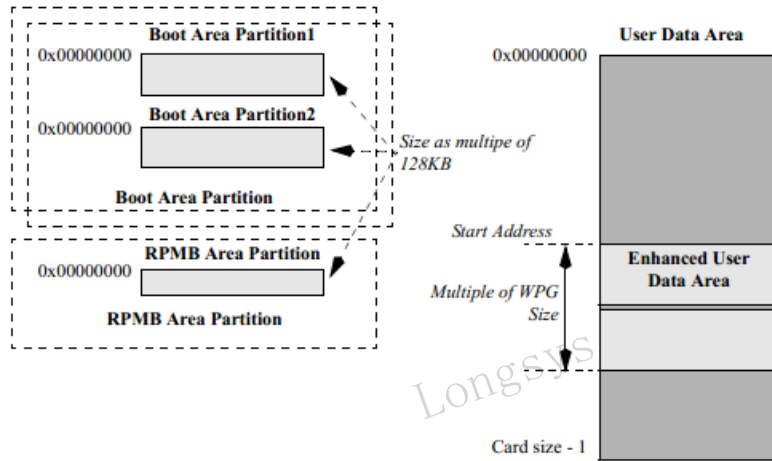 Boot Area Partition1
0x00000000
Boot Area Partition2
0x00000000
Size as multipe of
128KB
Boot Area Partition
RPMB Area Partition
0x00000000
RPMB Area Partition
User Data Area
0x00000000
Start Address
Enhanced User
Data Area
Multiple of WPG
Size
Longsys
Card size - 1